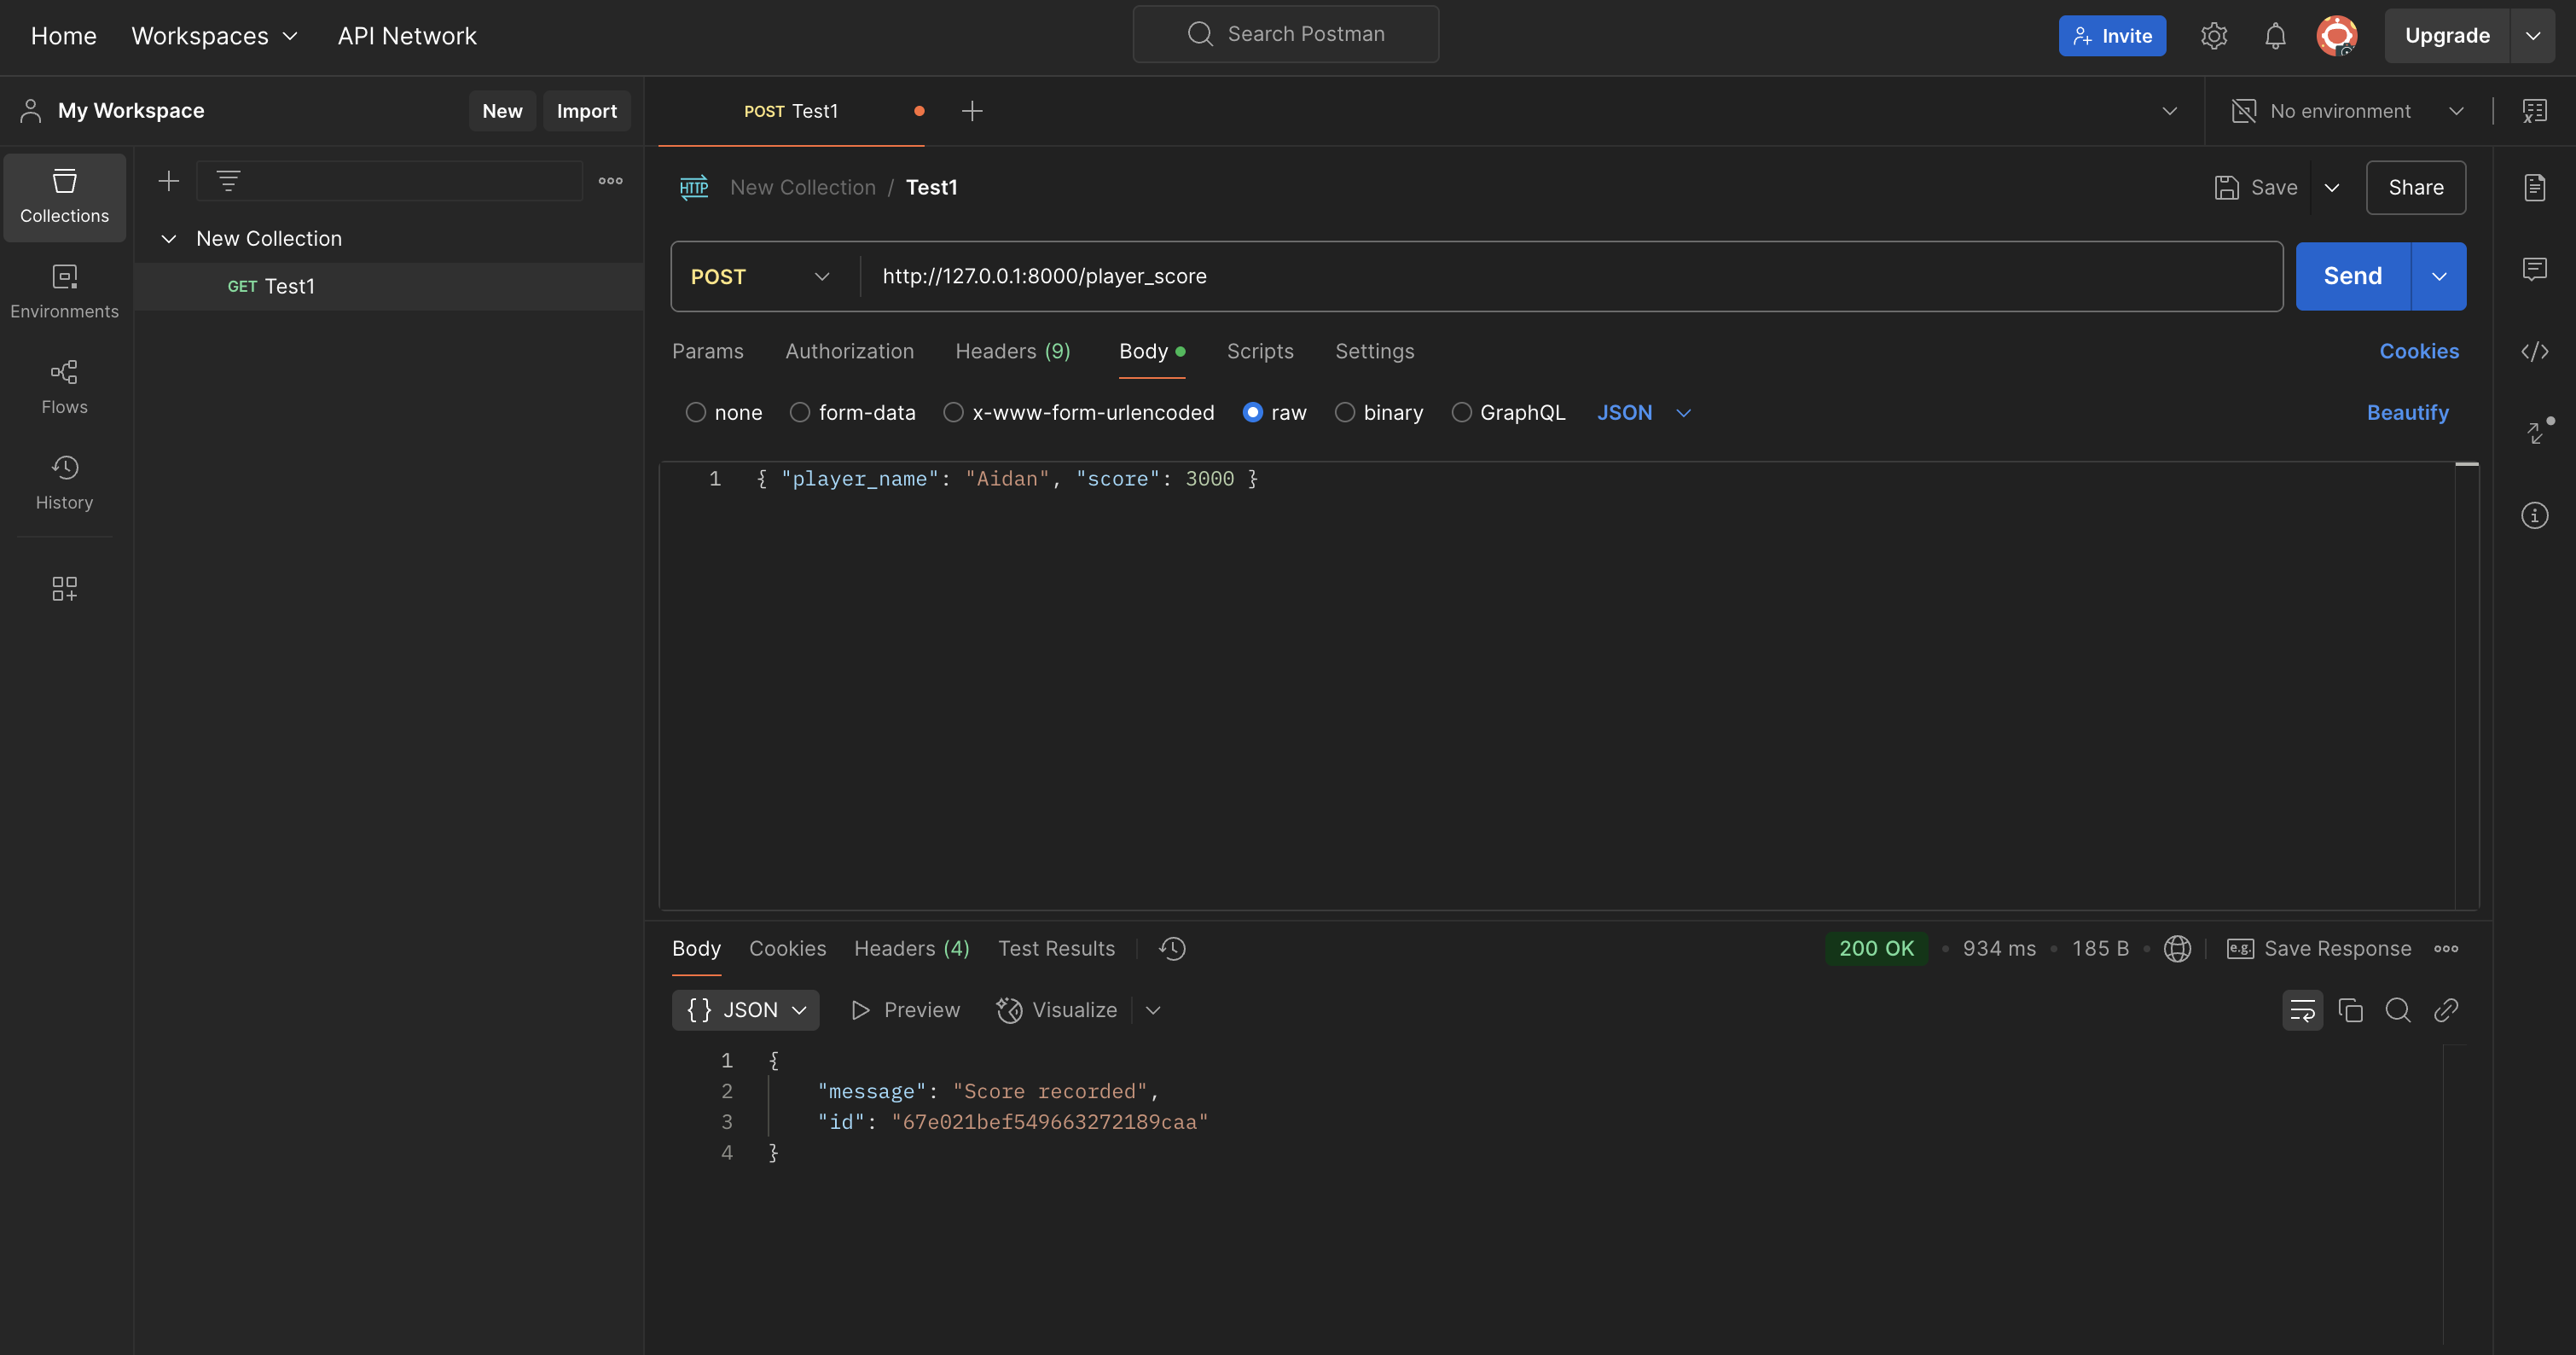 Home Workspaces API Network Search Postman Invite Upgrade
My Workspace New Import POST Test1 No environment
Collections
Environments
Flows
History
New Collection
GET Test1
HTTP New Collection / Test1 Save Share
POST http://127.0.0.1:8000/player_score Send
Params Authorization Headers (9) Body Scripts Settings Cookies
none form-data x-www-form-urlencoded raw binary GraphQL JSON Beautify
1 { "player_name": "Aidan", "score": 3000 }
Body Cookies Headers (4) Test Results 200 OK • 934 ms • 185 B • e.g. Save Response
{} JSON Preview Visualize
1 {
2 "message": "Score recorded",
3 "id": "67e021bef549663272189caa"
4 }